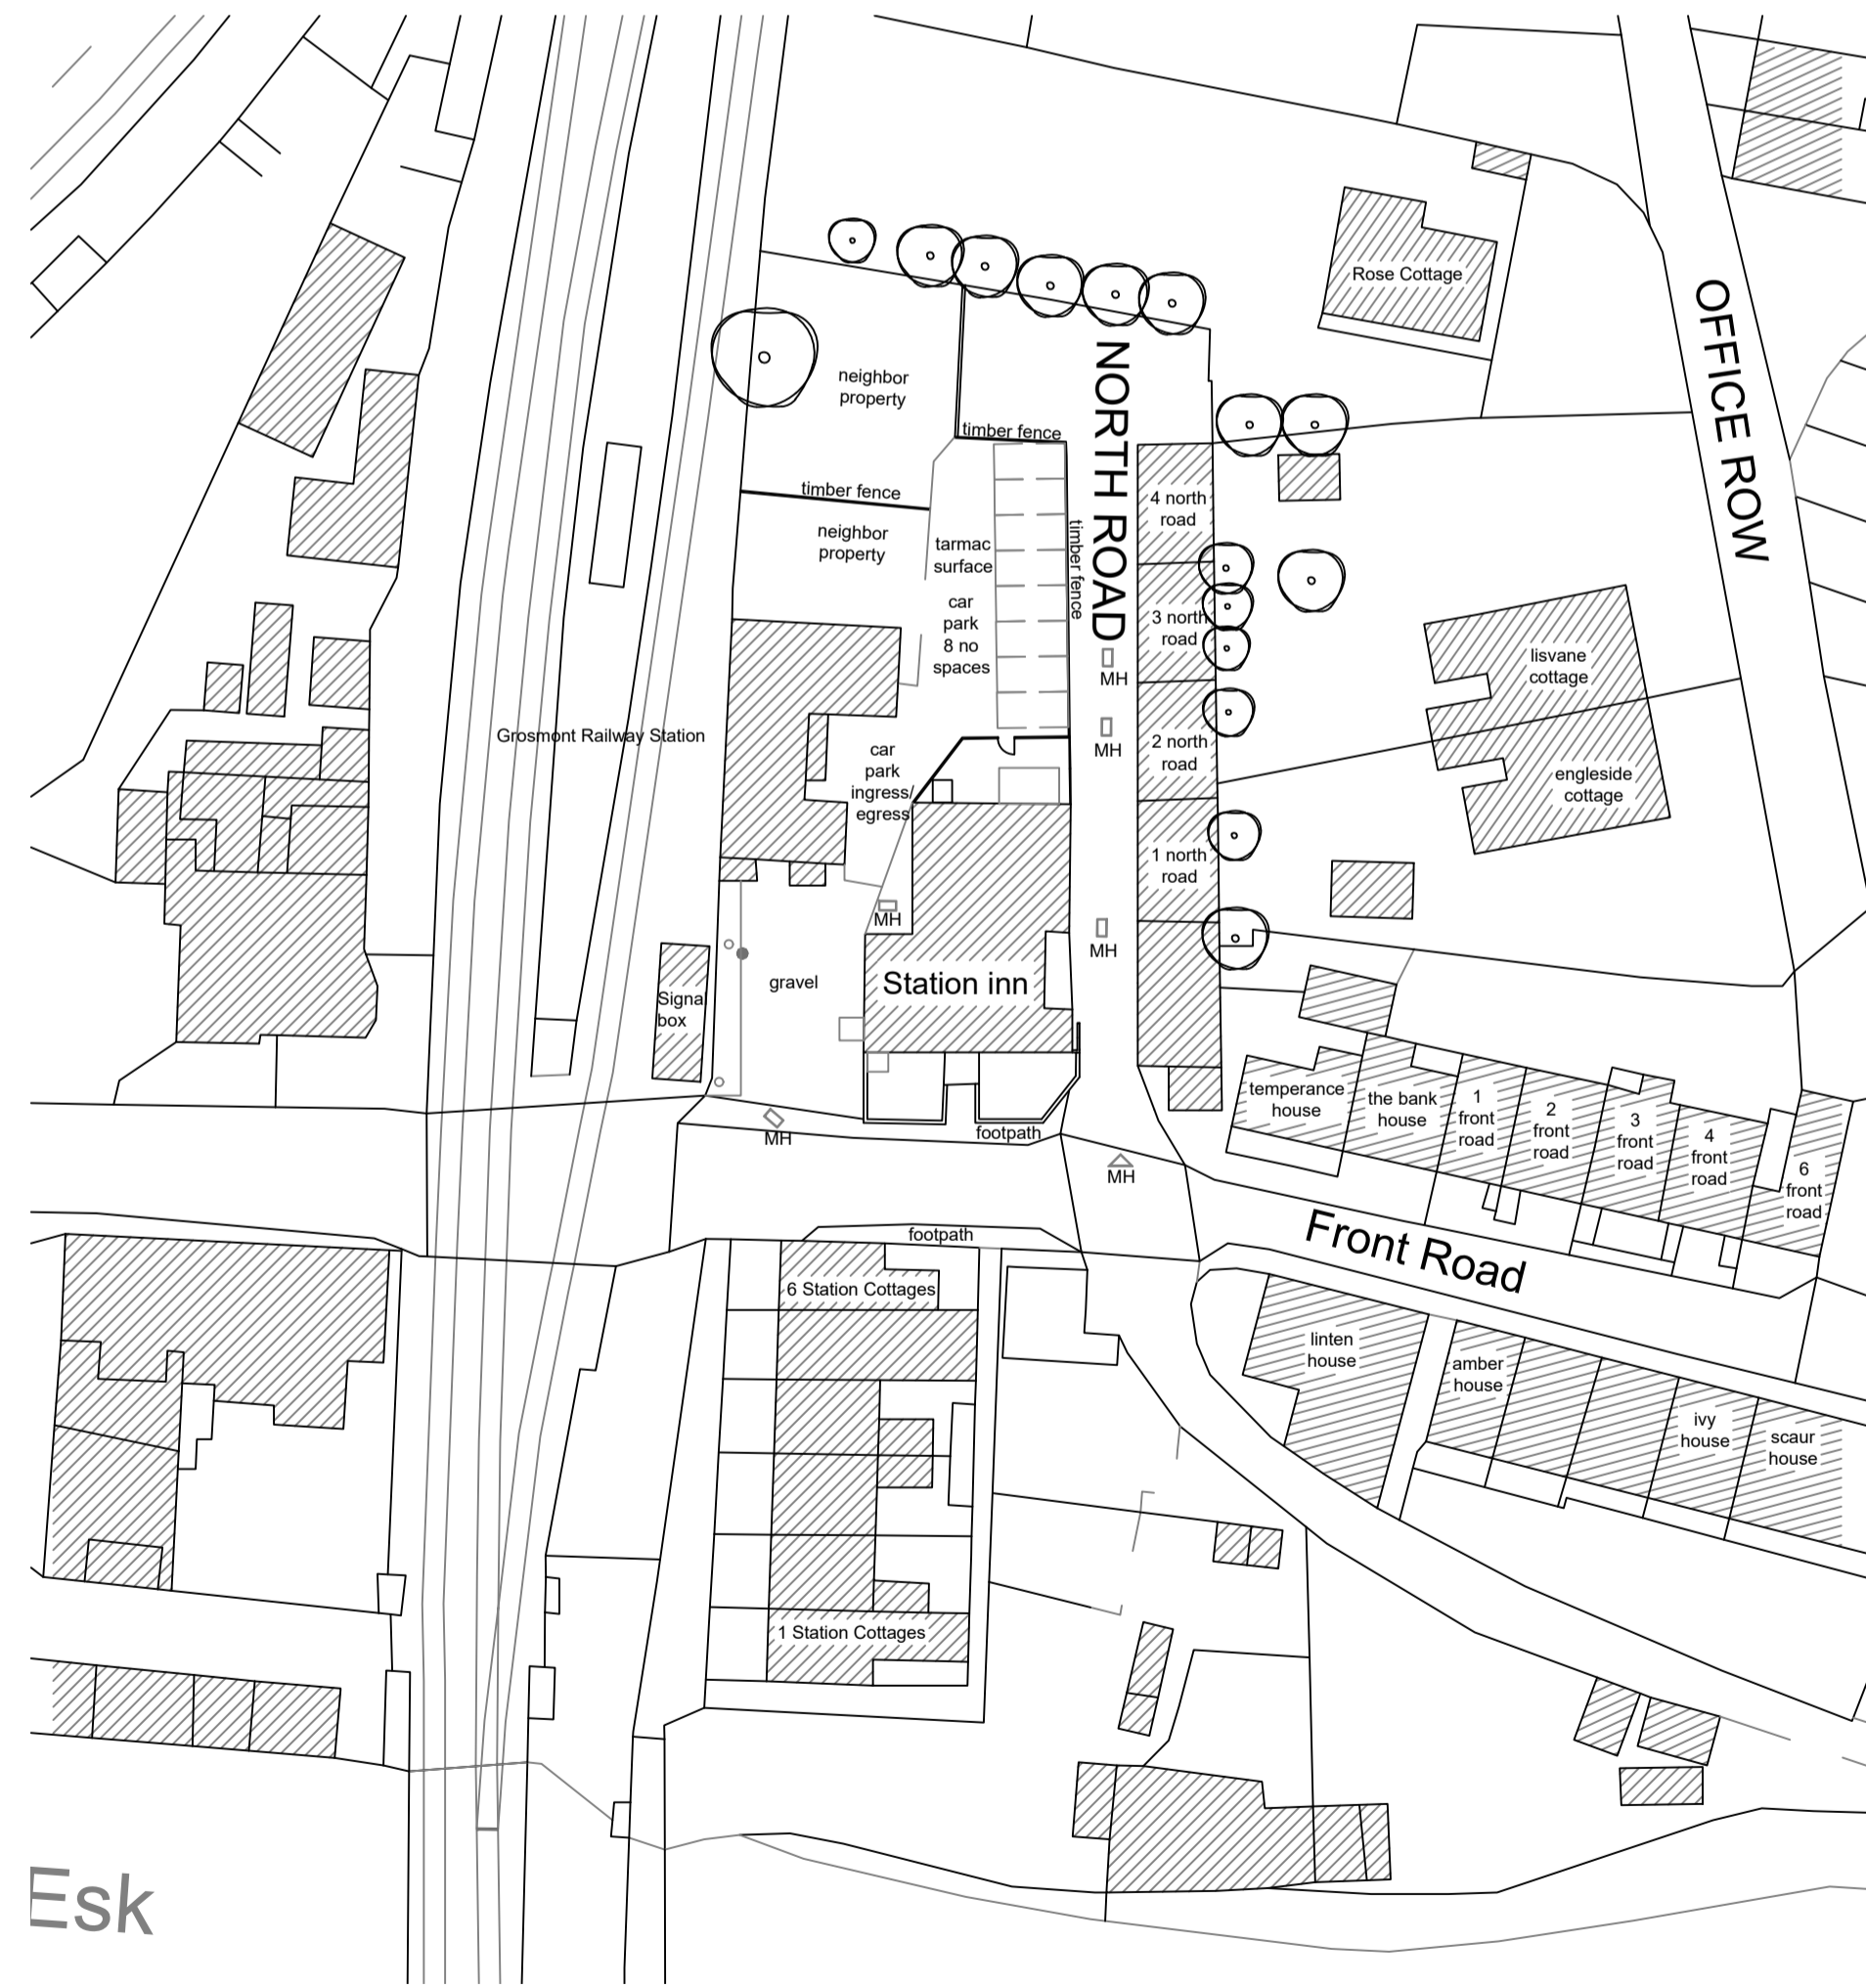 OFFICE ROW
Rose Cottage
NORTH ROAD
neighbor
property
timber fence
timber fence
neighbor
property
tarmac
surface
timber fence
4 north
road
car
park
8 no
spaces
3 north
road
MH
lisvane
cottage
Grosmont Railway Station
MH
2 north
road
car
park
ingress/
egress
engleside
cottage
1 north
road
MH
MH
Station inn
gravel
Signal
box
temperance
house
the bank
house
1
front
road
2
front
road
3
front
road
4
front
road
6
front
road
MH
footpath
MH
footpath
Front Road
6 Station Cottages
linten
house
amber
house
ivy
house
scaur
house
1 Station Cottages
Esk